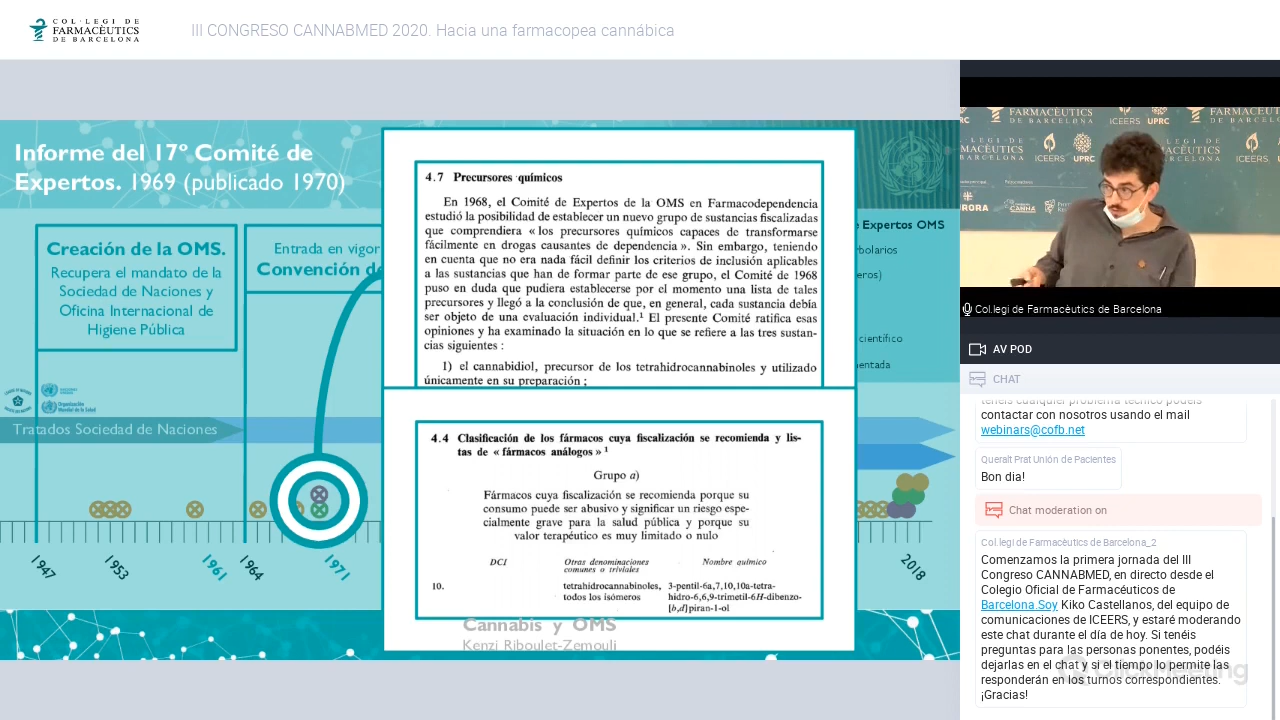 COL·LEGI DE
FARMACÈUTICS
DE BARCELONA
III CONGRESO CANNABMED 2020. Hacia una farmacopea cannábica
Informe del 17º Comité de
Expertos. 1969 (publicado 1970)
Creación de la OMS.
Recupera el mandato de la
Sociedad de Naciones y
Oficina Internacional de
Higiene Pública
Entrada en vigor
Convención de
4.7 Precursores químicos
En 1968, el Comité de Expertos de la OMS en Farmacodependencia
estudió la posibilidad de establecer un nuevo grupo de sustancias fiscalizadas
que comprendiera « los precursores químicos capaces de transformarse
fácilmente en drogas causantes de dependencia ». Sin embargo, teniendo
en cuenta que no era nada fácil definir los criterios de inclusión aplicables
a las sustancias que han de formar parte de ese grupo, el Comité de 1968
puso en duda que pudiera establecerse por el momento una lista de tales
precursores y llegó a la conclusión de que, en general, cada sustancia debía
ser objeto de una evaluación individual.¹ El presente Comité ratifica esas
opiniones y ha examinado la situación en lo que se refiere a las tres sustan-
cias siguientes :
1) el cannabidiol, precursor de los tetrahidrocannabinoles y utilizado
únicamente en su preparación ;
4.4 Clasificación de los fármacos cuya fiscalización se recomienda y lis-
tas de « fármacos análogos » ¹
Grupo a)
Fármacos cuya fiscalización se recomienda porque su
consumo puede ser abusivo y significar un riesgo espe-
cialmente grave para la salud pública y porque su
valor terapéutico es muy limitado o nulo
DCI Otras denominaciones comunes o triviales Nombre químico
10. tetrahidrocannabinoles, 3-pentil-6a,7,10,10a-tetra-
todos los isómeros hidro-6,6,9-trimetil-6H-dibenzo-
[b,d]piran-1-ol
e Expertos OMS
rbolarios
eros)
científico
nentada
Tratados Sociedad de Naciones
1947
1953
1961
1964
1971
2018
Cannabis y OMS
Kenzi Riboulet-Zemouli
FARMACÈUTICS
DE BARCELONA
ICEERS
UPRC
Col.legi de Farmacèutics de Barcelona
AV POD
CHAT
tenéis cualquier problema técnico podéis
contactar con nosotros usando el mail
webinars@cofb.net
Queralt Prat Unión de Pacientes
Bon dia!
Chat moderation on
Col.legi de Farmacèutics de Barcelona_2
Comenzamos la primera jornada del III
Congreso CANNABMED, en directo desde el
Colegio Oficial de Farmacéuticos de
Barcelona.Soy Kiko Castellanos, del equipo de
comunicaciones de ICEERS, y estaré moderando
este chat durante el día de hoy. Si tenéis
preguntas para las personas ponentes, podéis
dejarlas en el chat y si el tiempo lo permite las
responderán en los turnos correspondientes.
¡Gracias!
ClickMeeting